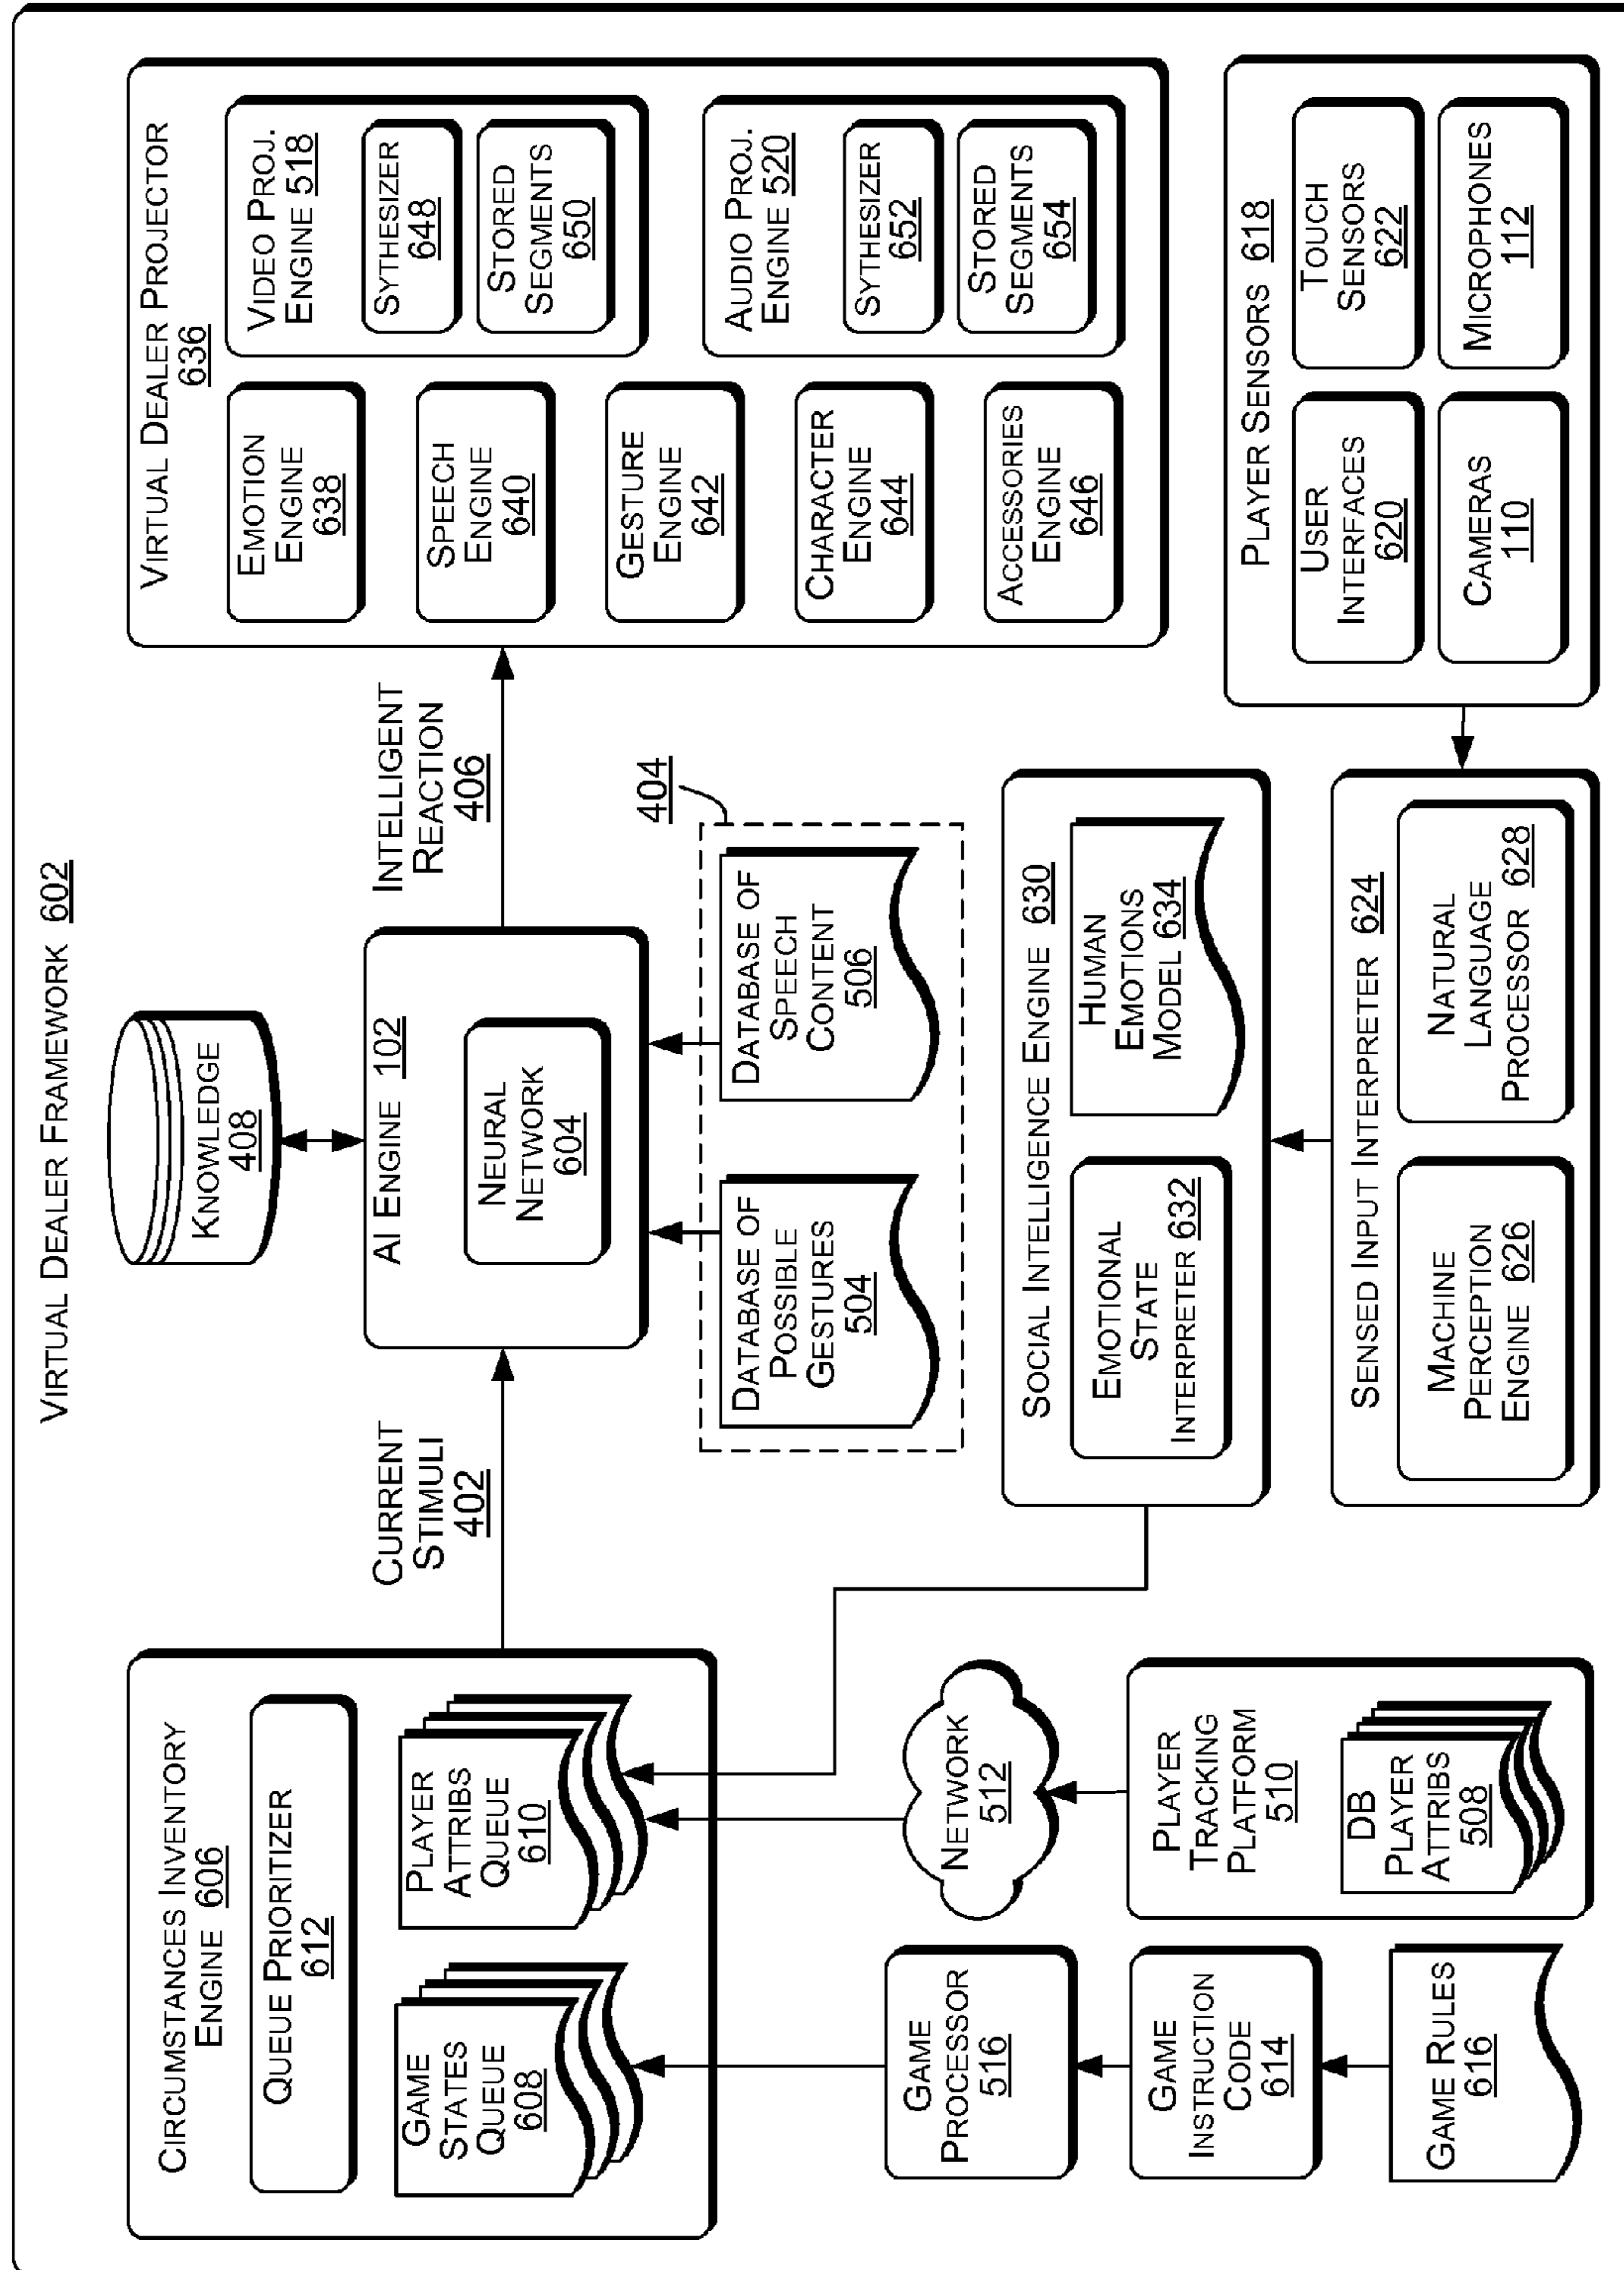 VIRTUAL DEALER FRAMEWORK 602
CIRCUMSTANCES INVENTORY
ENGINE 606
QUEUE PRIORITIZER
612
GAME
STATES
QUEUE
608
PLAYER
ATTRIBS
QUEUE
610
CURRENT
STIMULI
402
KNOWLEDGE
408
AI ENGINE 102
NEURAL
NETWORK
604
INTELLIGENT
REACTION
406
404
DATABASE OF
POSSIBLE
GESTURES
504
DATABASE OF
SPEECH
CONTENT
506
VIRTUAL DEALER PROJECTOR
636
EMOTION
ENGINE
638
SPEECH
ENGINE
640
GESTURE
ENGINE
642
CHARACTER
ENGINE
644
ACCESSORIES
ENGINE
646
VIDEO PROJ.
ENGINE 518
SYTHESIZER
648
STORED
SEGMENTS
650
AUDIO PROJ.
ENGINE 520
SYTHESIZER
652
STORED
SEGMENTS
654
GAME
PROCESSOR
516
GAME
INSTRUCTION
CODE
614
GAME RULES
616
NETWORK
512
PLAYER
TRACKING
PLATFORM
510
DB
PLAYER
ATTRIBS
508
SOCIAL INTELLIGENCE ENGINE 630
EMOTIONAL
STATE
INTERPRETER 632
HUMAN
EMOTIONS
MODEL 634
SENSED INPUT INTERPRETER 624
MACHINE
PERCEPTION
ENGINE 626
NATURAL
LANGUAGE
PROCESSOR 628
PLAYER SENSORS 618
USER
INTERFACES
620
TOUCH
SENSORS
622
CAMERAS
110
MICROPHONES
112